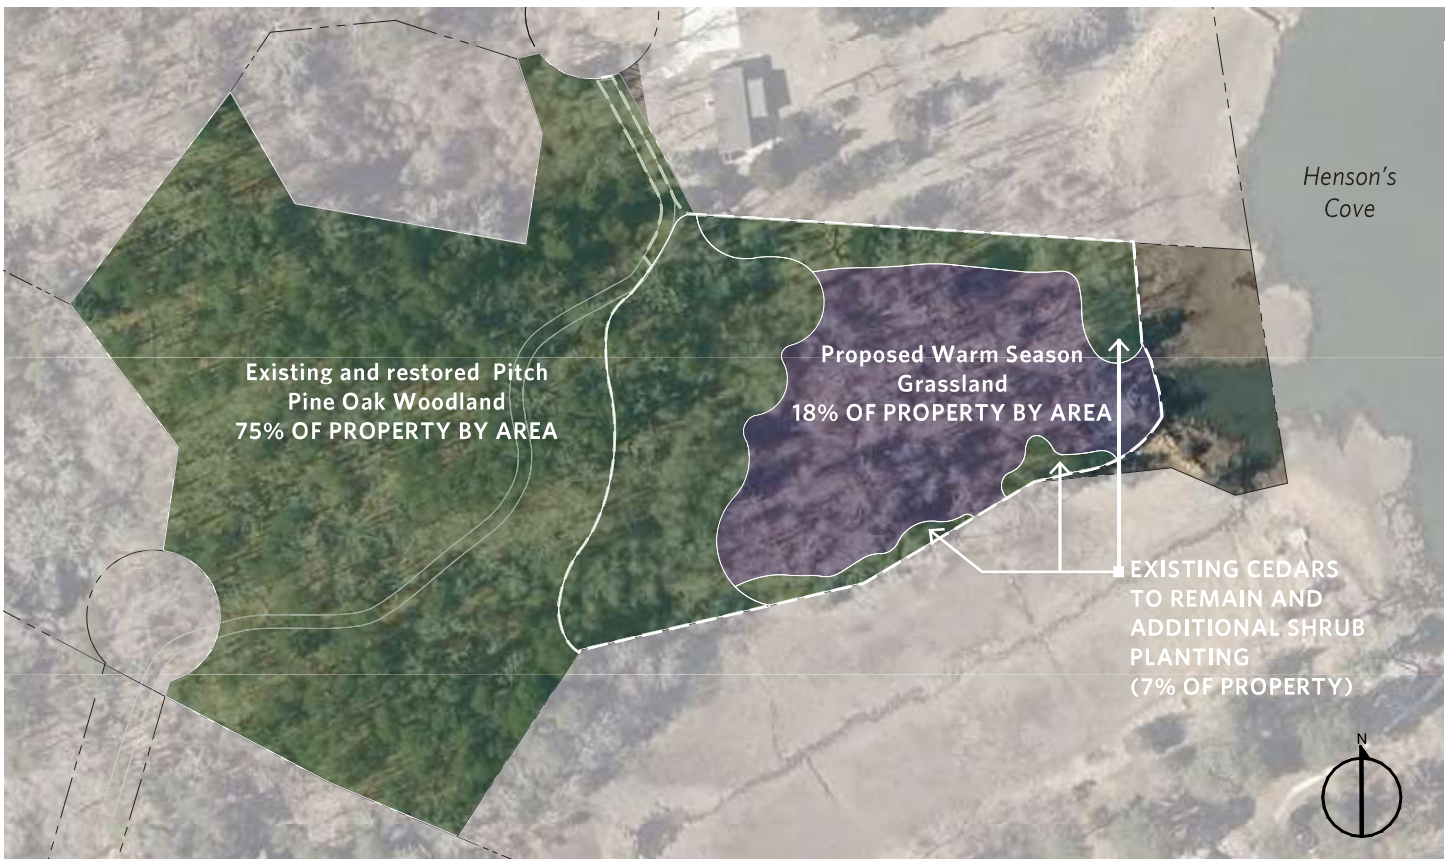 Henson's
Cove
Existing and restored Pitch
Pine Oak Woodland
75% OF PROPERTY BY AREA
Proposed Warm Season
Grassland
18% OF PROPERTY BY AREA
EXISTING CEDARS
TO REMAIN AND
ADDITIONAL SHRUB
PLANTING
(7% OF PROPERTY)
N